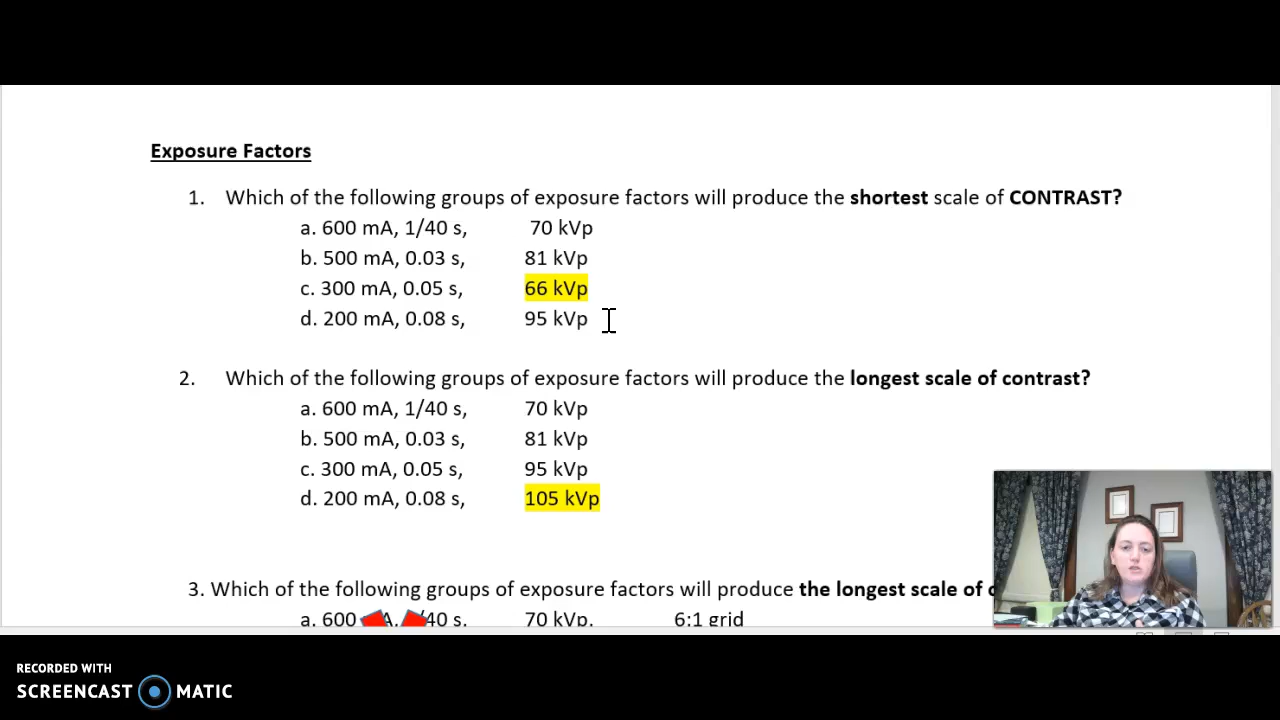 Exposure Factors
1. Which of the following groups of exposure factors will produce the shortest scale of CONTRAST?
a. 600 mA, 1/40 s, 70 kVp
b. 500 mA, 0.03 s, 81 kVp
c. 300 mA, 0.05 s, 66 kVp
d. 200 mA, 0.08 s, 95 kVp
2. Which of the following groups of exposure factors will produce the longest scale of contrast?
a. 600 mA, 1/40 s, 70 kVp
b. 500 mA, 0.03 s, 81 kVp
c. 300 mA, 0.05 s, 95 kVp
d. 200 mA, 0.08 s, 105 kVp
3. Which of the following groups of exposure factors will produce the longest scale of
a. 600 40 s, 70 kVp, 6:1 grid
RECORDED WITH
SCREENCAST MATIC